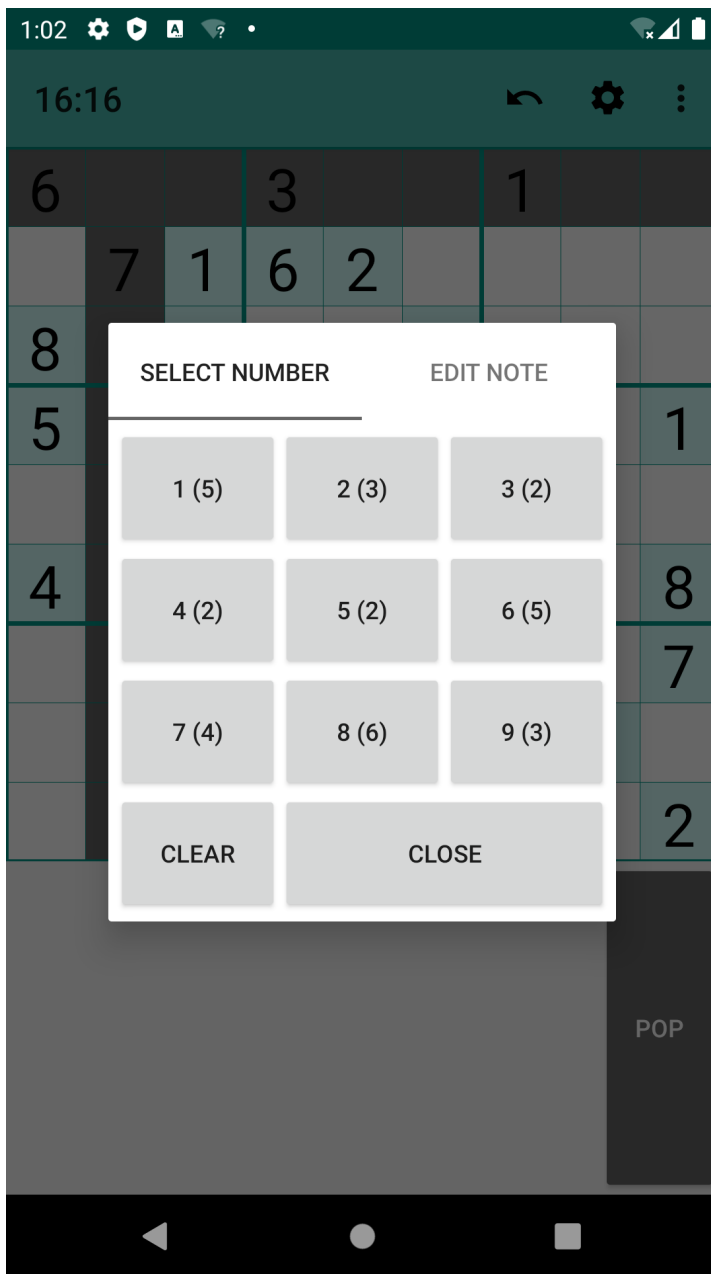 1:02
16:16
6 3 1
7 1 6 2
8
SELECT NUMBER EDIT NOTE
5 1
1 (5) 2 (3) 3 (2)
4 8
4 (2) 5 (2) 6 (5)
7
7 (4) 8 (6) 9 (3)
2
CLEAR CLOSE
POP